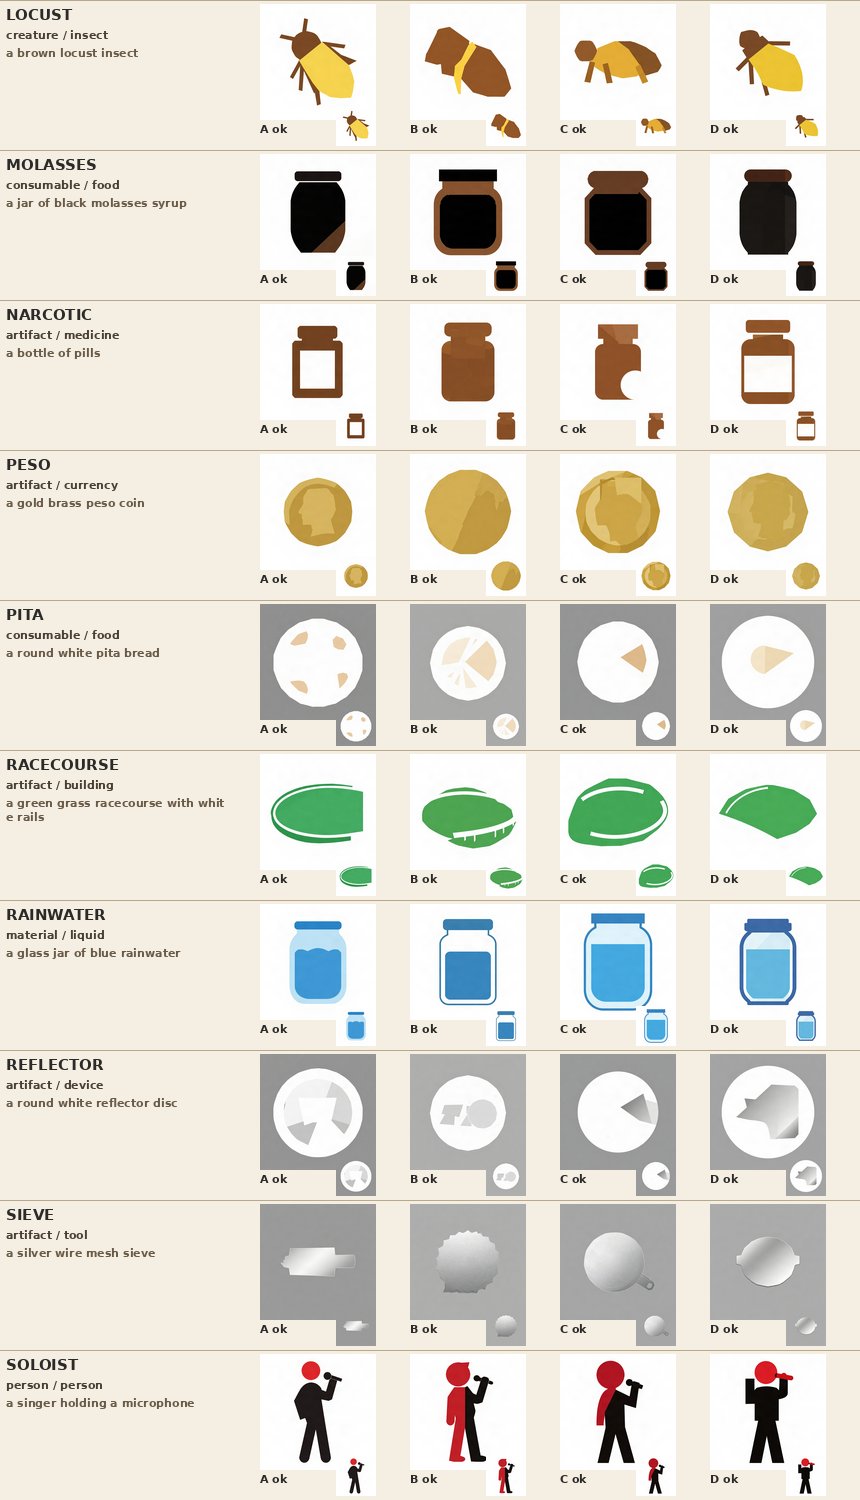 LOCUST
creature / insect
a brown locust insect
A ok
B ok
C ok
D ok
MOLASSES
consumable / food
a jar of black molasses syrup
A ok
B ok
C ok
D ok
NARCOTIC
artifact / medicine
a bottle of pills
A ok
B ok
C ok
D ok
PESO
artifact / currency
a gold brass peso coin
A ok
B ok
C ok
D ok
PITA
consumable / food
a round white pita bread
A ok
B ok
C ok
D ok
RACECOURSE
artifact / building
a green grass racecourse with whit
e rails
A ok
B ok
C ok
D ok
RAINWATER
material / liquid
a glass jar of blue rainwater
A ok
B ok
C ok
D ok
REFLECTOR
artifact / device
a round white reflector disc
A ok
B ok
C ok
D ok
SIEVE
artifact / tool
a silver wire mesh sieve
A ok
B ok
C ok
D ok
SOLOIST
person / person
a singer holding a microphone
A ok
B ok
C ok
D ok